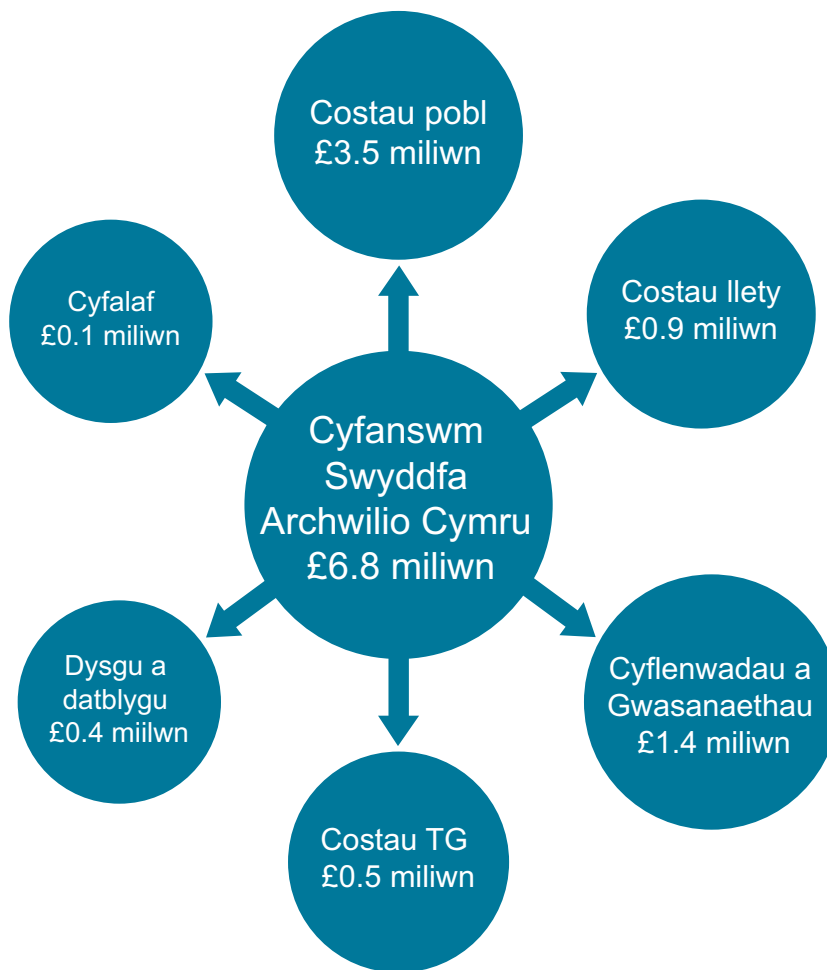 Costau pobl
£3.5 miliwn
Cyfalaf
£0.1 miliwn
Costau llety
£0.9 miliwn
Cyfanswm
Swyddfa
Archwilio Cymru
£6.8 miliwn
Dysgu a
datblygu
£0.4 miilwn
Cyflenwadau a
Gwasanaethau
£1.4 miliwn
Costau TG
£0.5 miliwn